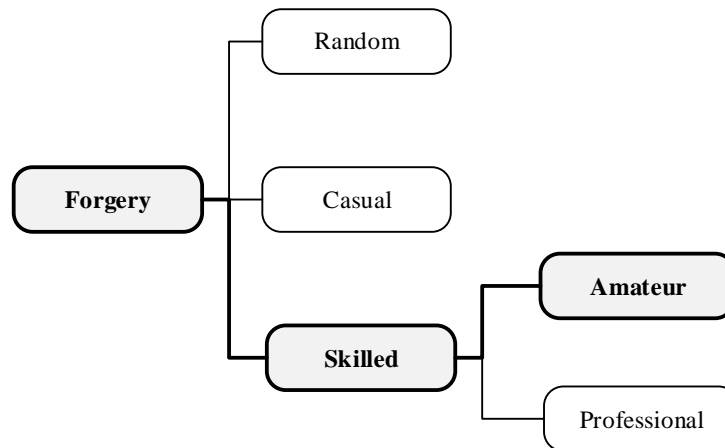 Random
Forgery
Casual
Amateur
Skilled
Professional